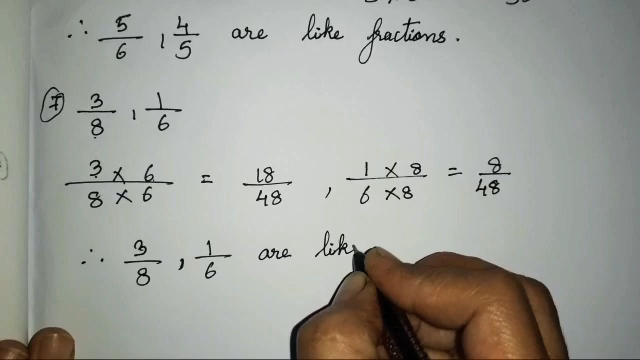 ∴ 5/6 , 4/5 are like fractions.
7 3/8 , 1/6
3 × 6 / 8 × 6 = 18/48 , 1 × 8 / 6 × 8 = 8/48
∴ 3/8 , 1/6 are lik